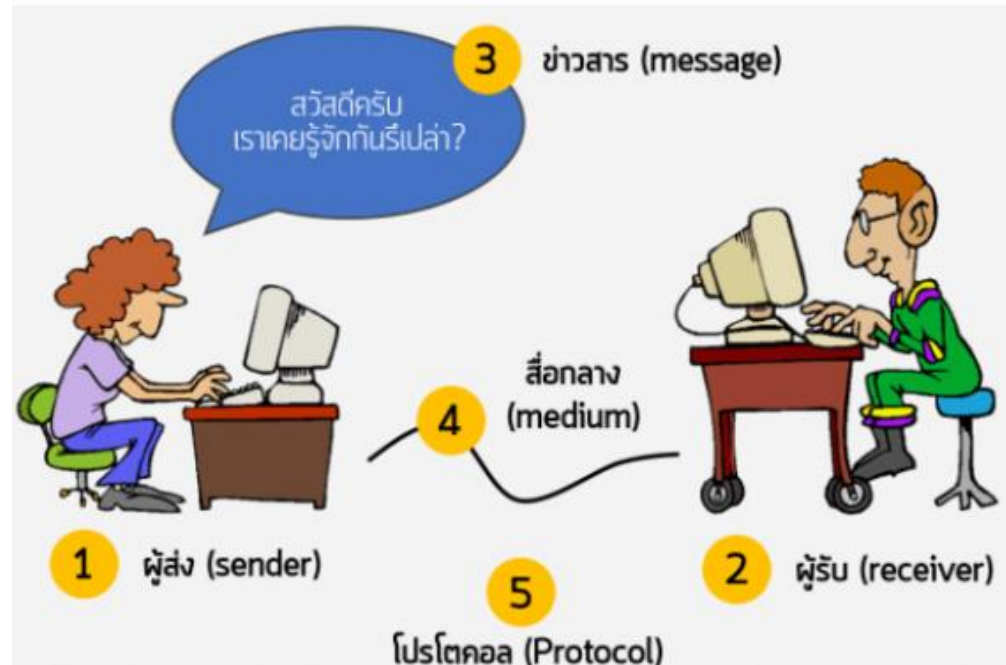 3 ข่าวสาร (message)
สวัสดีครับ
เราเคยรู้จักกันรึเปล่า?
สื่อกลาง
4 (medium)
1 ผู้ส่ง (sender)
2 ผู้รับ (receiver)
5
โปรโตคอล (Protocol)